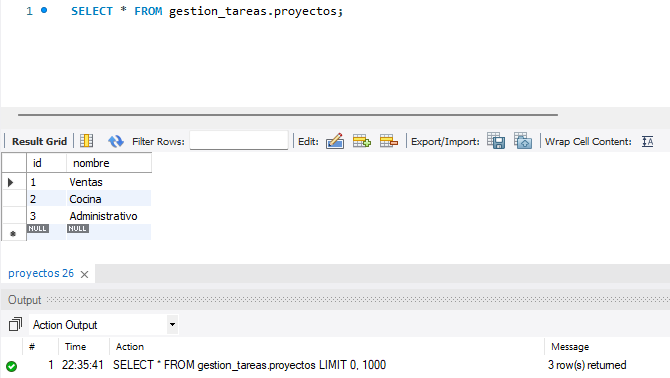 1 SELECT * FROM gestion_tareas.proyectos;
Result Grid Filter Rows: Edit: Export/Import: Wrap Cell Content: IA
id nombre
1 Ventas
2 Cocina
3 Administrativo
NULL NULL
proyectos 26
Output
Action Output
# Time Action Message
1 22:35:41 SELECT * FROM gestion_tareas.proyectos LIMIT 0, 1000 3 row(s) returned